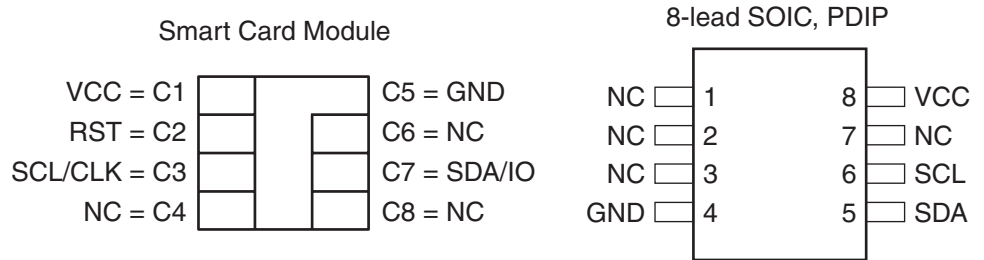 Smart Card Module
VCC = C1
C5 = GND
RST = C2
C6 = NC
SCL/CLK = C3
C7 = SDA/IO
NC = C4
C8 = NC
8-lead SOIC, PDIP
NC 1 8 VCC
NC 2 7 NC
NC 3 6 SCL
GND 4 5 SDA